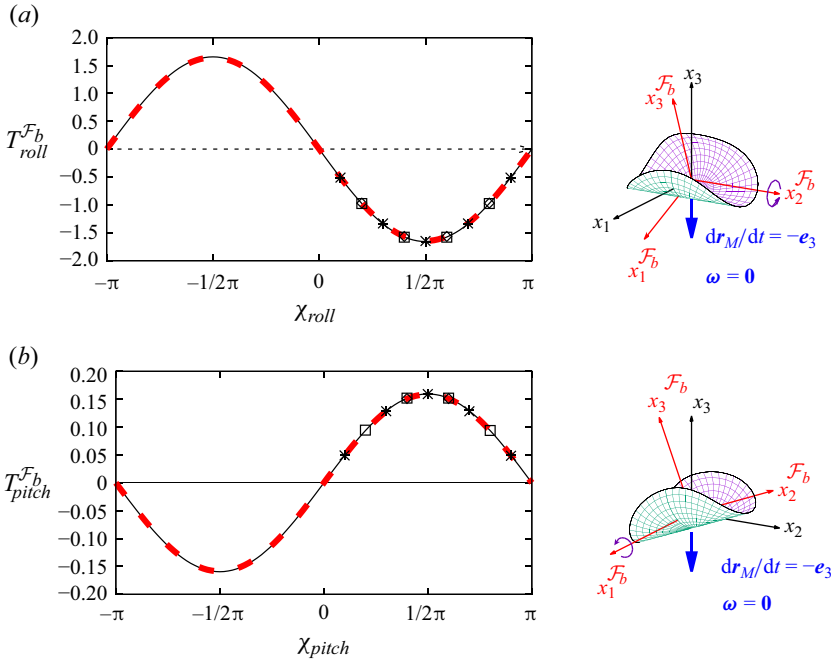 (a)
2.0
1.5
1.0
0.5
0
−0.5
−1.0
−1.5
−2.0
T_{roll}^{ℱ_b}
−π
−1/2π
0
1/2π
π
χ_{roll}
x_3
ℱ_b
x_3
ℱ_b
x_2
x_1
ℱ_b
x_1
dr_M/dt = −e_3
ω = 0
(b)
0.20
0.15
0.10
0.05
0
−0.05
−0.10
−0.15
−0.20
T_{pitch}^{ℱ_b}
−π
−1/2π
0
1/2π
π
χ_{pitch}
ℱ_b
x_3
x_3
ℱ_b
x_2
x_2
ℱ_b
x_1
dr_M/dt = −e_3
ω = 0